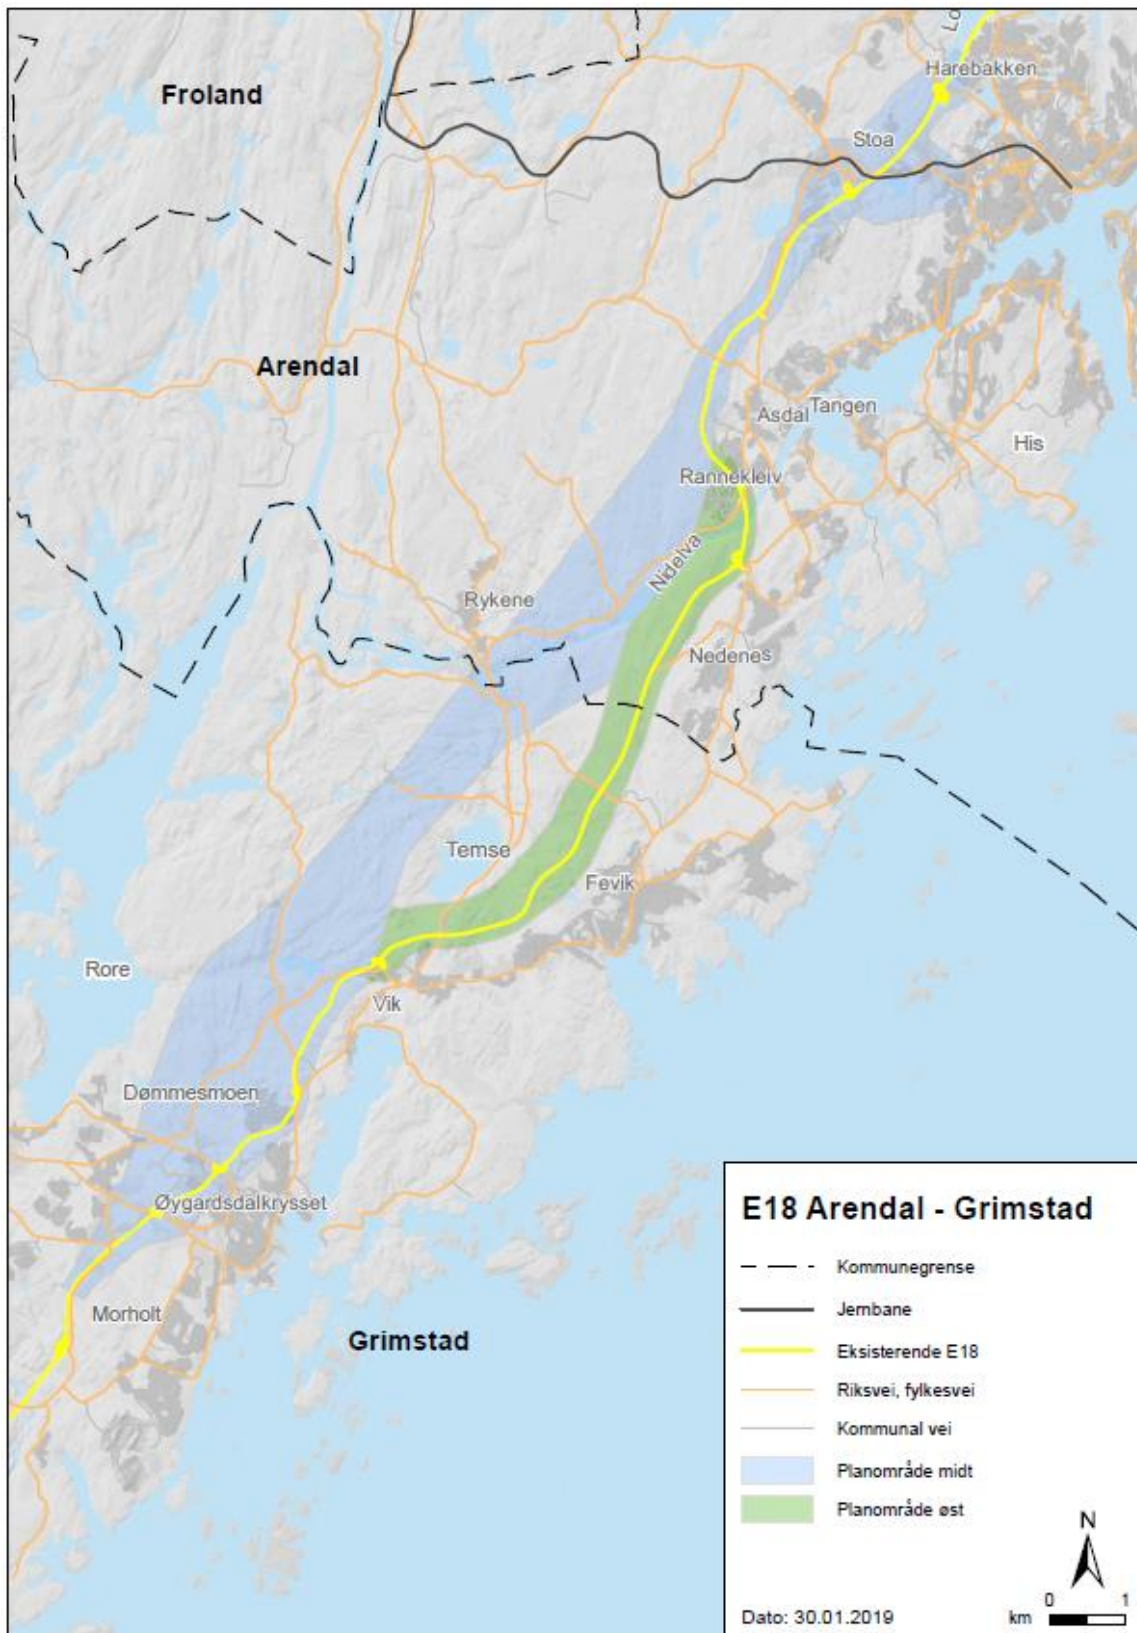 Lo
Harebakken
Froland
Stoa
Arendal
Asdal
Tangen
His
Rannekleiv
Nidelva
Rykene
Nedenes
Temse
Fevik
Rore
Vik
Dømmesmoen
Øygardsdalkrysset
Morholt
Grimstad
E18 Arendal - Grimstad
Kommunegrense
Jernbane
Eksisterende E18
Riksvei, fylkesvei
Kommunal vei
Planområde midt
Planområde øst
N
0 1
km
Dato: 30.01.2019